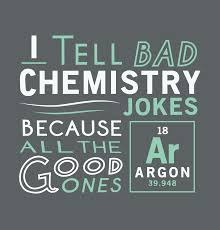 I TELL BAD
CHEMISTRY
JOKES
BECAUSE
ALL THE
GOOD
ONES
18
Ar
ARGON
39.948